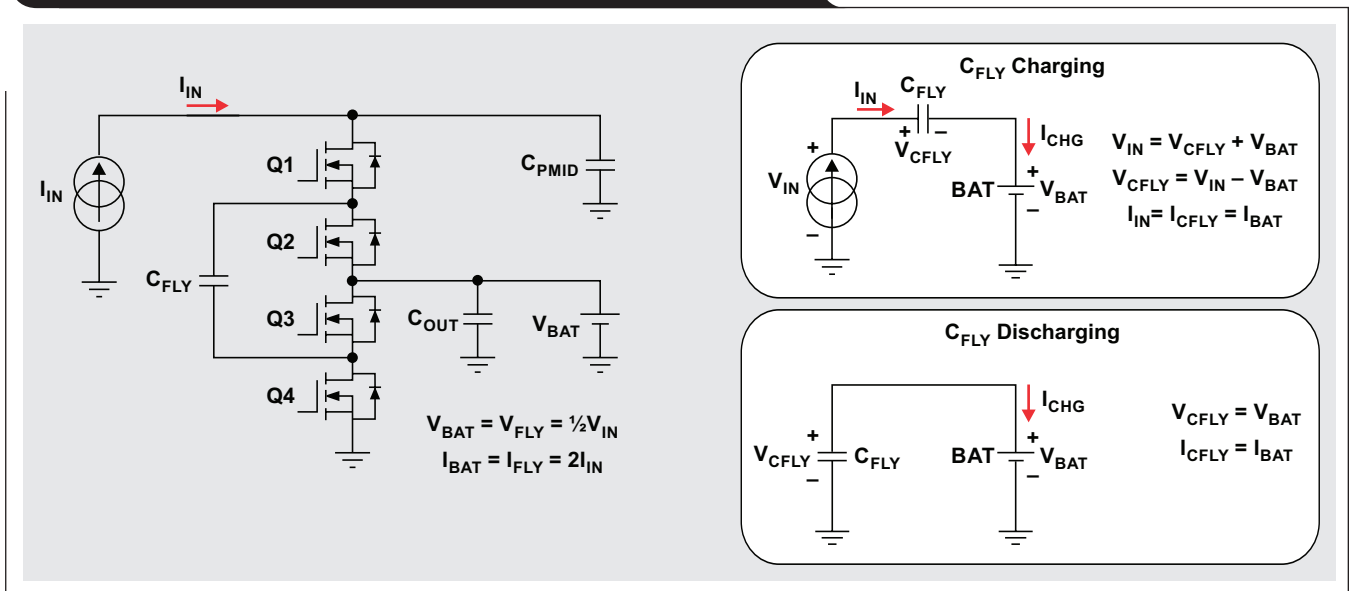 I_IN
I_IN
Q1
Q2
Q3
Q4
C_FLY
C_PMID
C_OUT
V_BAT
V_BAT = V_FLY = ½V_IN
I_BAT = I_FLY = 2I_IN
C_FLY Charging
I_IN
C_FLY
+ –
V_CFLY
I_CHG
+
V_IN
–
BAT
+
V_BAT
–
V_IN = V_CFLY + V_BAT
V_CFLY = V_IN – V_BAT
I_IN= I_CFLY = I_BAT
C_FLY Discharging
I_CHG
+
V_CFLY
–
C_FLY
BAT
+
V_BAT
–
V_CFLY = V_BAT
I_CFLY = I_BAT